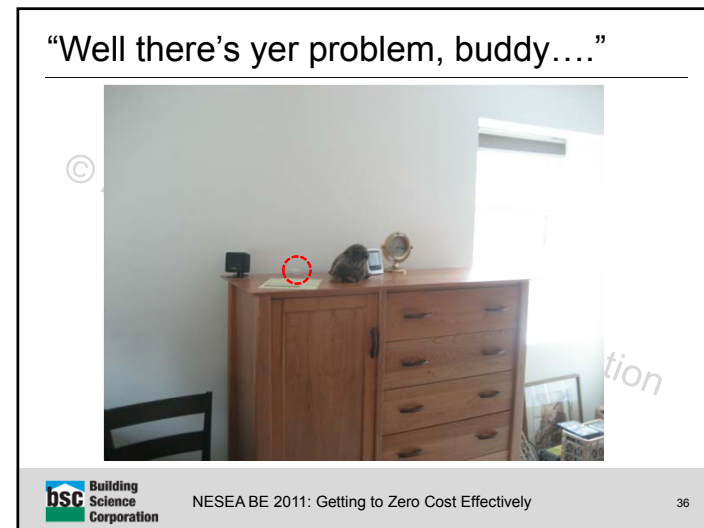 “Well there’s yer problem, buddy….”
©
tion
bsc Building
Science
Corporation
NESEA BE 2011: Getting to Zero Cost Effectively
36